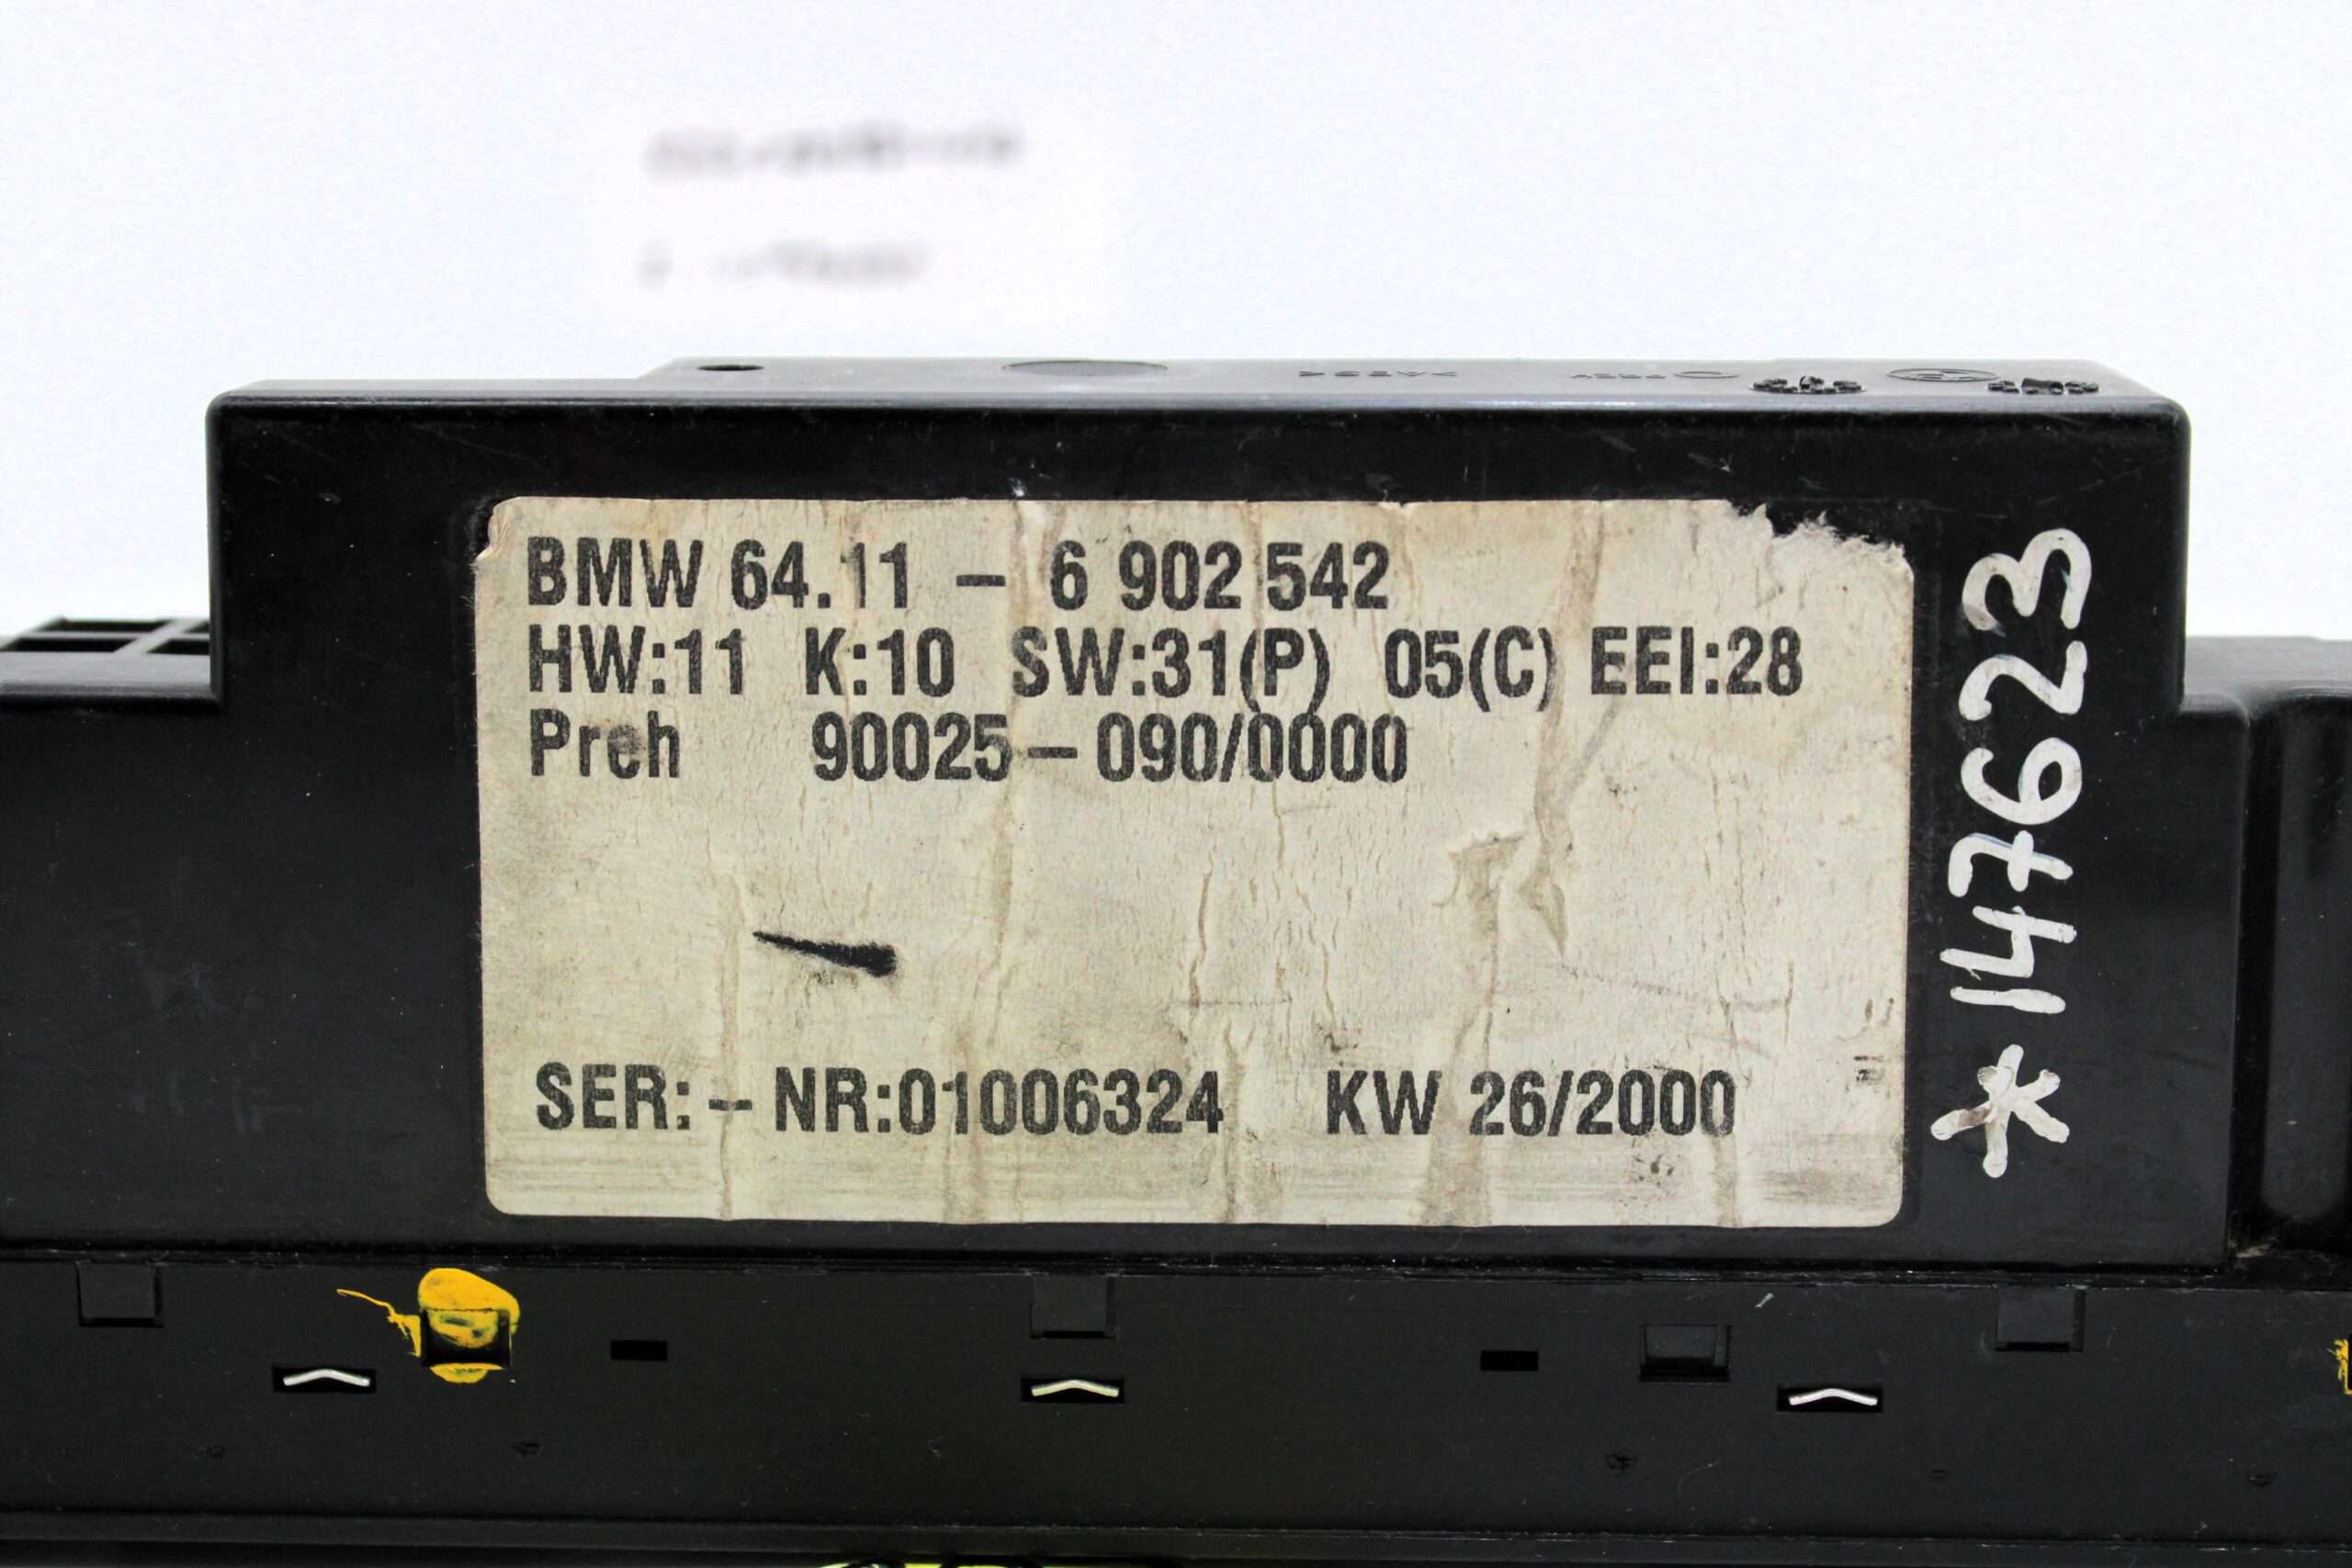 BMW 64.11 - 6 902 542
HW:11 K:10 SW:31(P) 05(C) EEI:28
Preh 90025-090/0000
SER:-NR:01006324 KW 26/2000
*147623